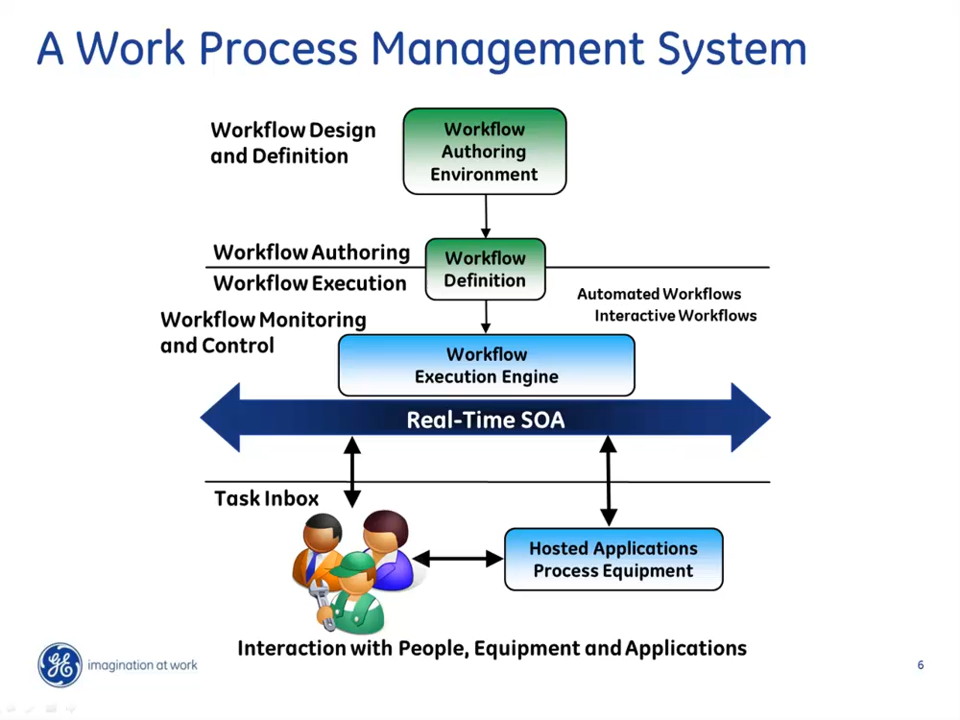 A Work Process Management System
Workflow Design
and Definition
Workflow
Authoring
Environment
Workflow Authoring
Workflow
Definition
Workflow Execution
Automated Workflows
Interactive Workflows
Workflow Monitoring
and Control
Workflow
Execution Engine
Real-Time SOA
Task Inbox
Hosted Applications
Process Equipment
Interaction with People, Equipment and Applications
GE
imagination at work
6